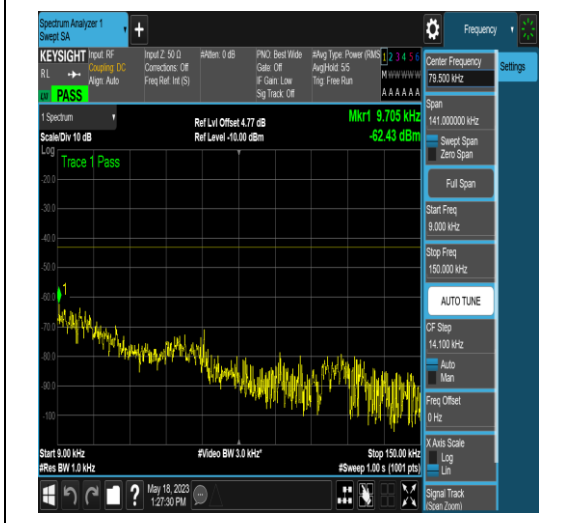 Spectrum Analyzer 1
Swept SA
Frequency
KEYSIGHT
RL
PASS
Input: RF
Coupling: DC
Align: Auto
Input Z: 50 Ω
Corrections: Off
Freq Ref: Int (S)
#Atten: 0 dB
PNO: Best Wide
Gate: Off
IF Gain: Low
Sig Track: Off
#Avg Type: Power (RMS
Avg|Hold: 5/5
Trig: Free Run
1 2 3 4 5 6
M W W W W W
A A A A A A
Center Frequency
79.500 kHz
Settings
Span
141.000000 kHz
Swept Span
Zero Span
Full Span
Start Freq
9.000 kHz
Stop Freq
150.000 kHz
AUTO TUNE
CF Step
14.100 kHz
Auto
Man
Freq Offset
0 Hz
X Axis Scale
Log
Lin
Signal Track
(Span Zoom)
1 Spectrum
Scale/Div 10 dB
Ref Lvl Offset 4.77 dB
Ref Level -10.00 dBm
Mkr1 9.705 kHz
-62.43 dBm
Log
Trace 1 Pass
-20.0
-30.0
-40.0
-50.0
-60.0
1
-70.0
-80.0
-90.0
-100
Start 9.00 kHz
#Video BW 3.0 kHz*
Stop 150.00 kHz
#Res BW 1.0 kHz
#Sweep 1.00 s (1001 pts)
May 18, 2023
1:27:30 PM